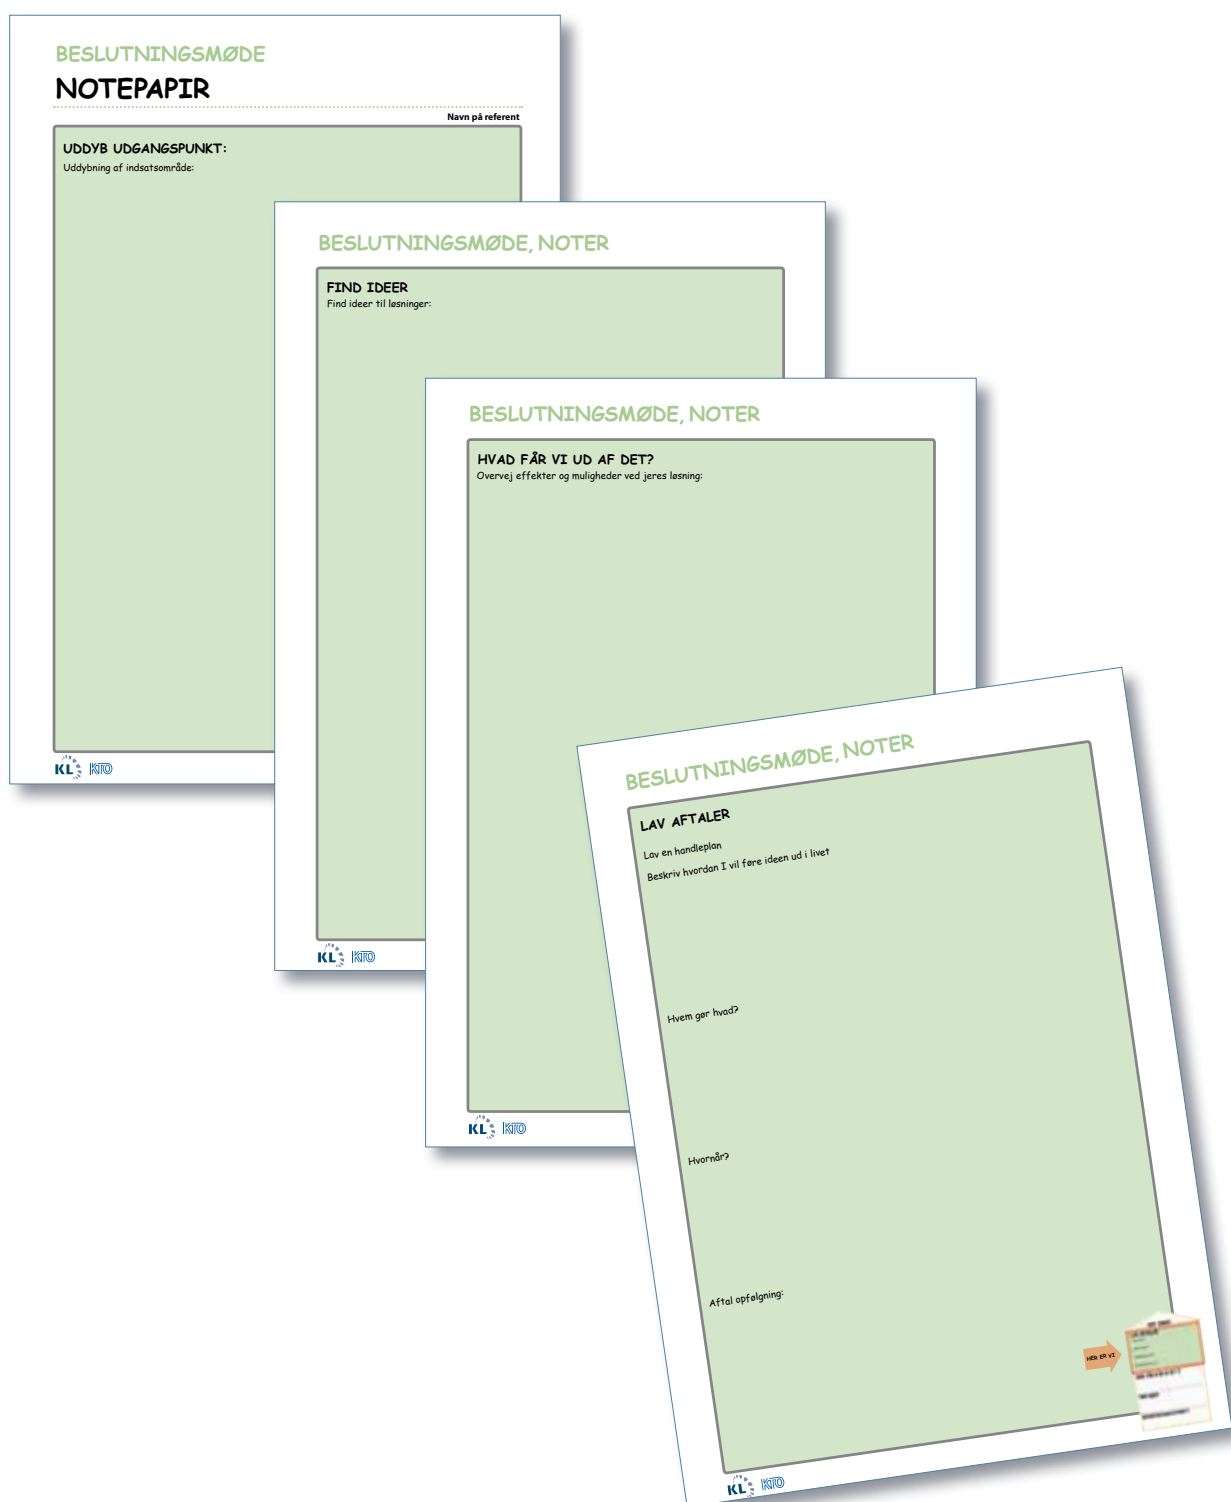 BESLUTNINGSMØDE
NOTEPAPIR
Navn på referent
UDDYB UDGANGSPUNKT:
Uddybning af indsatsområde:
KL KTO
BESLUTNINGSMØDE, NOTER
FIND IDEER
Find ideer til løsninger:
KL KTO
BESLUTNINGSMØDE, NOTER
HVAD FÅR VI UD AF DET?
Overvej effekter og muligheder ved jeres løsning:
KL KTO
BESLUTNINGSMØDE, NOTER
LAV AFTALER
Lav en handleplan
Beskriv hvordan I vil føre ideen ud i livet
Hvem gør hvad?
Hvornår?
Aftal opfølgning:
HER ER VI
KL KTO